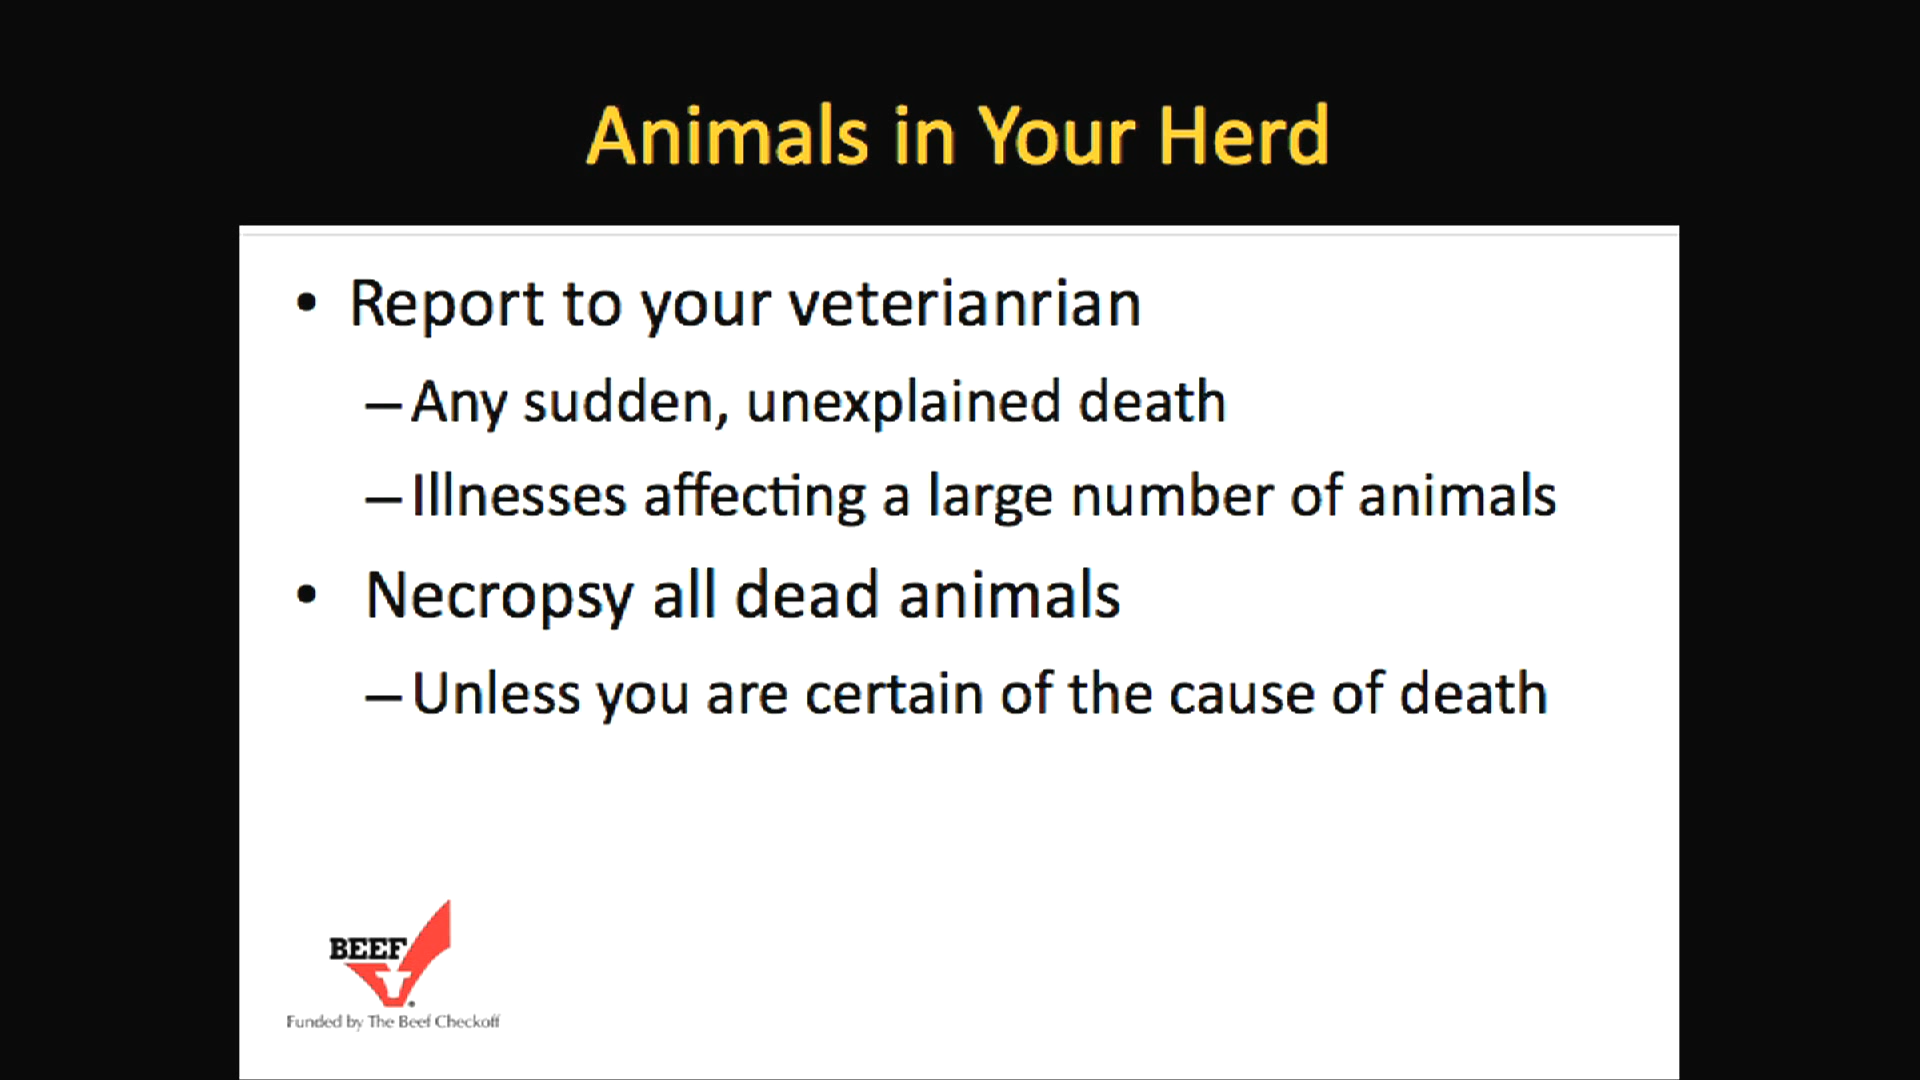 Animals in Your Herd
• Report to your veterianrian
– Any sudden, unexplained death
– Illnesses affecting a large number of animals
• Necropsy all dead animals
– Unless you are certain of the cause of death
BEEF
Funded by The Beef Checkoff